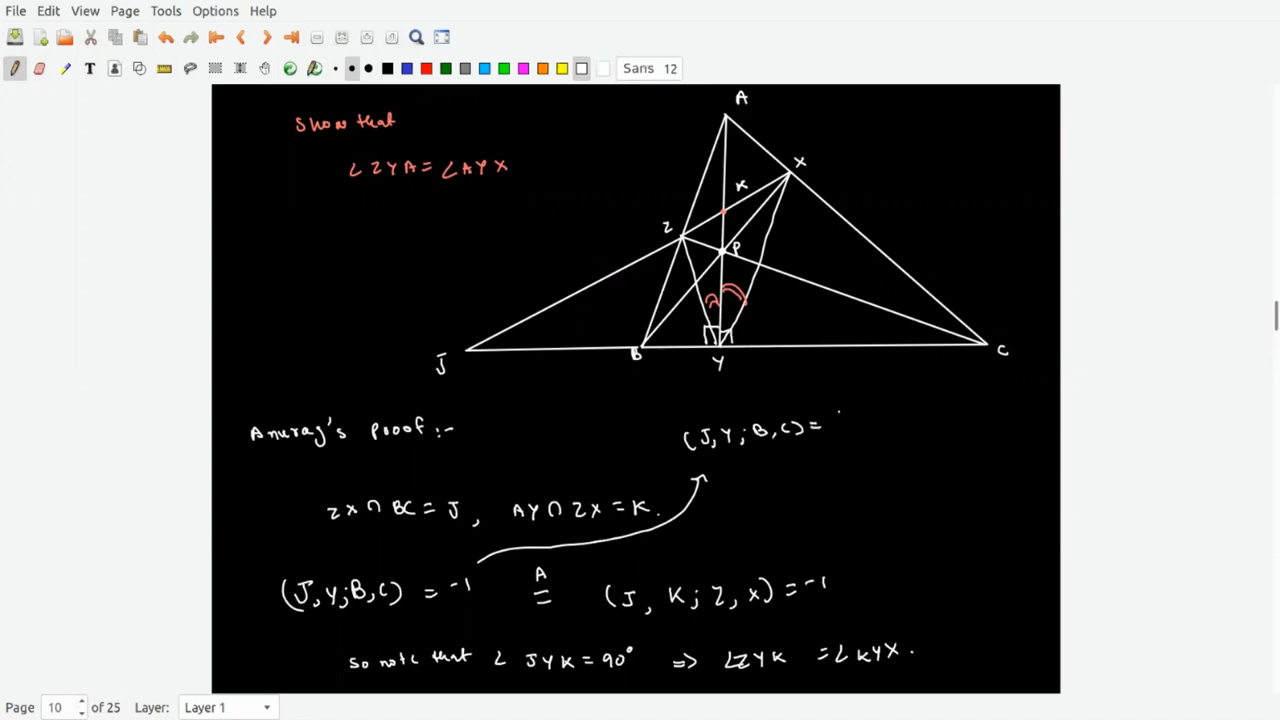 File Edit View Page Tools Options Help
Sans 12
Show that
∠ZYA = ∠AYX
A
X
K
Z
P
J
B
Y
C
Anurag's proof :-
(J,Y;B,C) =
ZX ∩ BC = J, AY ∩ ZX = K.
(J,Y;B,C) = -1 A= (J, K; Z, X) = -1
So note that ∠JYK = 90° => ∠ZYK = ∠KYX.
Page 10 of 25 Layer: Layer 1